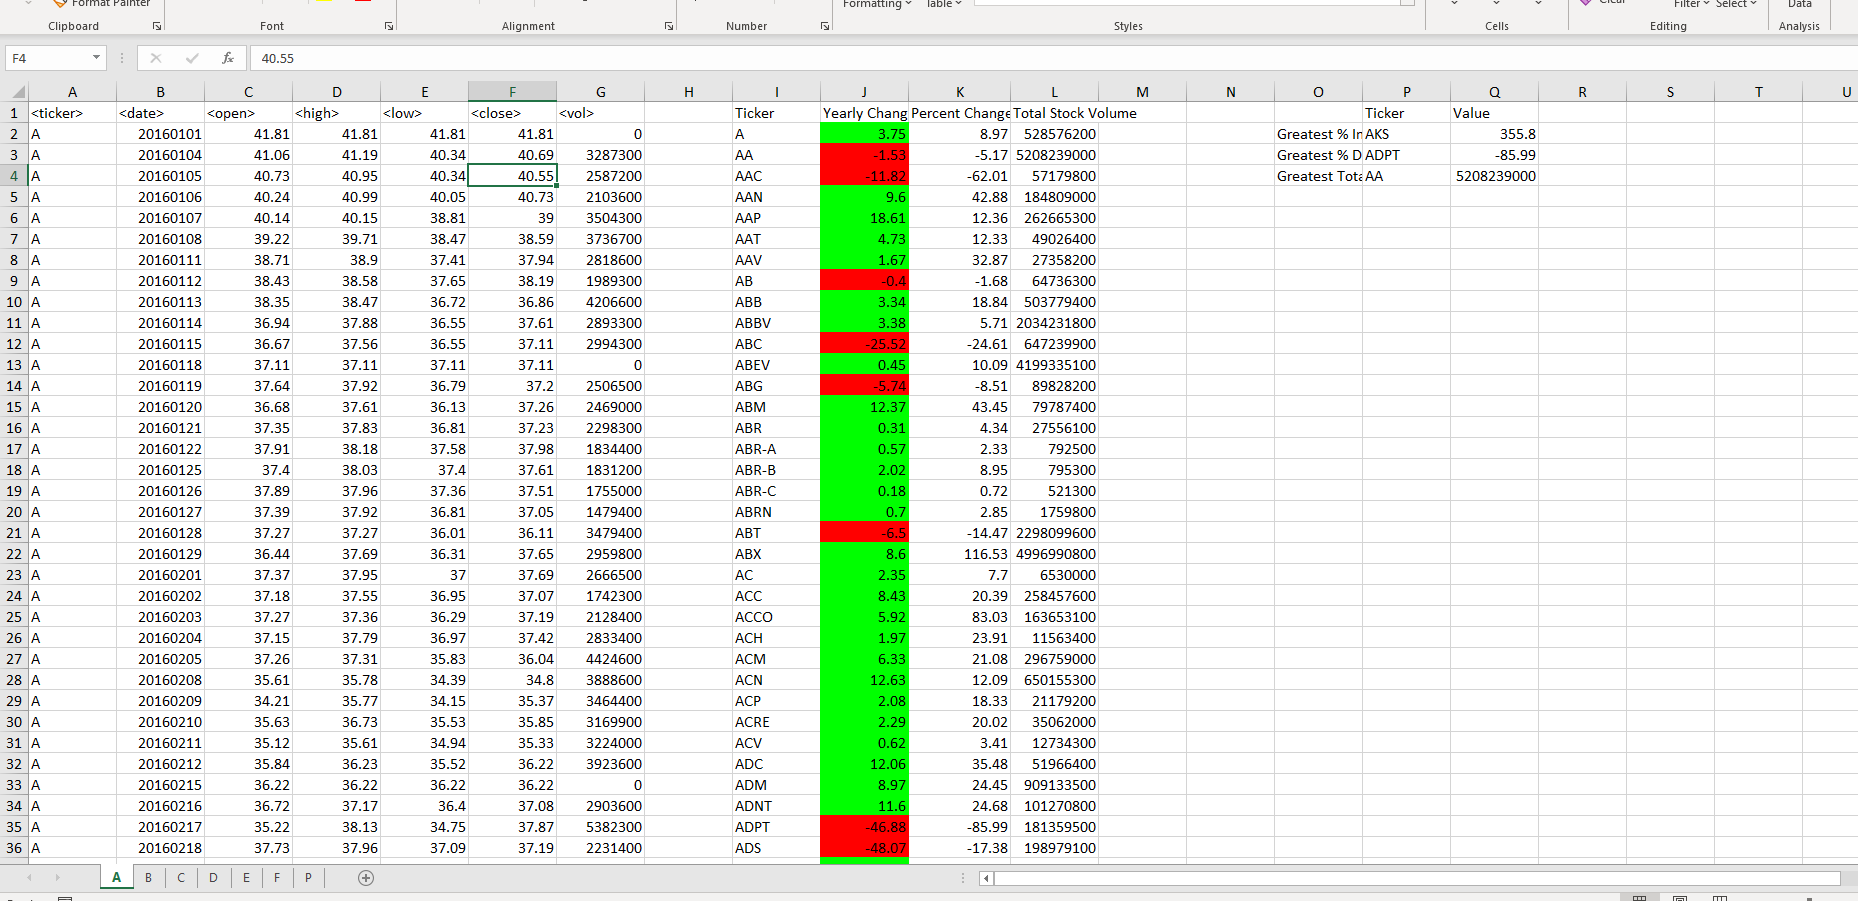 Format Painter Formatting Table Clear Filter Select Data
Clipboard Font Alignment Number Styles Cells Editing Analysis
F4 fx 40.55
A B C D E F G H I J K L M N O P Q R S T U
1 <ticker> <date> <open> <high> <low> <close> <vol> Ticker Yearly Chang Percent Change Total Stock Volume Ticker Value
2 A 20160101 41.81 41.81 41.81 41.81 0 A 3.75 8.97 528576200 Greatest % In AKS 355.8
3 A 20160104 41.06 41.19 40.34 40.69 3287300 AA -1.53 -5.17 5208239000 Greatest % D ADPT -85.99
4 A 20160105 40.73 40.95 40.34 40.55 2587200 AAC -11.82 -62.01 57179800 Greatest Tota AA 5208239000
5 A 20160106 40.24 40.99 40.05 40.73 2103600 AAN 9.6 42.88 184809000
6 A 20160107 40.14 40.15 38.81 39 3504300 AAP 18.61 12.36 262665300
7 A 20160108 39.22 39.71 38.47 38.59 3736700 AAT 4.73 12.33 49026400
8 A 20160111 38.71 38.9 37.41 37.94 2818600 AAV 1.67 32.87 27358200
9 A 20160112 38.43 38.58 37.65 38.19 1989300 AB -0.4 -1.68 64736300
10 A 20160113 38.35 38.47 36.72 36.86 4206600 ABB 3.34 18.84 503779400
11 A 20160114 36.94 37.88 36.55 37.61 2893300 ABBV 3.38 5.71 2034231800
12 A 20160115 36.67 37.56 36.55 37.11 2994300 ABC -25.52 -24.61 647239900
13 A 20160118 37.11 37.11 37.11 37.11 0 ABEV 0.45 10.09 4199335100
14 A 20160119 37.64 37.92 36.79 37.2 2506500 ABG -5.74 -8.51 89828200
15 A 20160120 36.68 37.61 36.13 37.26 2469000 ABM 12.37 43.45 79787400
16 A 20160121 37.35 37.83 36.81 37.23 2298300 ABR 0.31 4.34 27556100
17 A 20160122 37.91 38.18 37.58 37.98 1834400 ABR-A 0.57 2.33 792500
18 A 20160125 37.4 38.03 37.4 37.61 1831200 ABR-B 2.02 8.95 795300
19 A 20160126 37.89 37.96 37.36 37.51 1755000 ABR-C 0.18 0.72 521300
20 A 20160127 37.39 37.92 36.81 37.05 1479400 ABRN 0.7 2.85 1759800
21 A 20160128 37.27 37.27 36.01 36.11 3479400 ABT -6.5 -14.47 2298099600
22 A 20160129 36.44 37.69 36.31 37.65 2959800 ABX 8.6 116.53 4996990800
23 A 20160201 37.37 37.95 37 37.69 2666500 AC 2.35 7.7 6530000
24 A 20160202 37.18 37.55 36.95 37.07 1742300 ACC 8.43 20.39 258457600
25 A 20160203 37.27 37.36 36.29 37.19 2128400 ACCO 5.92 83.03 163653100
26 A 20160204 37.15 37.79 36.97 37.42 2833400 ACH 1.97 23.91 11563400
27 A 20160205 37.26 37.31 35.83 36.04 4424600 ACM 6.33 21.08 296759000
28 A 20160208 35.61 35.78 34.39 34.8 3888600 ACN 12.63 12.09 650155300
29 A 20160209 34.21 35.77 34.15 35.37 3464400 ACP 2.08 18.33 21179200
30 A 20160210 35.63 36.73 35.53 35.85 3169900 ACRE 2.29 20.02 35062000
31 A 20160211 35.12 35.61 34.94 35.33 3224000 ACV 0.62 3.41 12734300
32 A 20160212 35.84 36.23 35.52 36.22 3923600 ADC 12.06 35.48 51966400
33 A 20160215 36.22 36.22 36.22 36.22 0 ADM 8.97 24.45 909133500
34 A 20160216 36.72 37.17 36.4 37.08 2903600 ADNT 11.6 24.68 101270800
35 A 20160217 35.22 38.13 34.75 37.87 5382300 ADPT -46.88 -85.99 181359500
36 A 20160218 37.73 37.96 37.09 37.19 2231400 ADS -48.07 -17.38 198979100
A B C D E F P